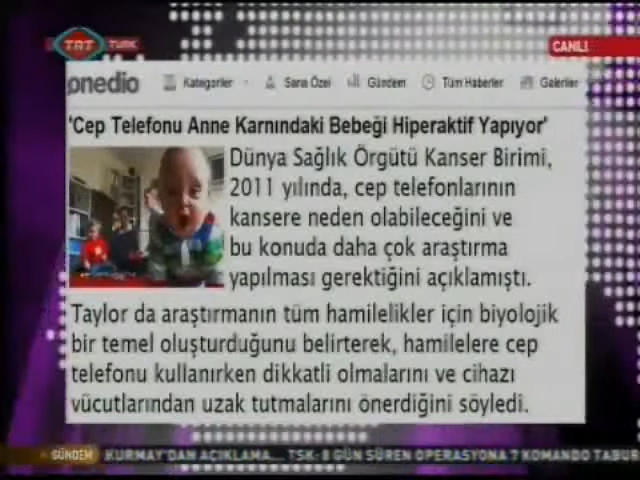 TRT TÜRK
CANLI
onedio
Kategoriler
Sana Özel
Gündem
Tüm Haberler
Galeriler
'Cep Telefonu Anne Karnındaki Bebeği Hiperaktif Yapıyor'
Dünya Sağlık Örgütü Kanser Birimi,
2011 yılında, cep telefonlarının
kansere neden olabileceğini ve
bu konuda daha çok araştırma
yapılması gerektiğini açıklamıştı.
Taylor da araştırmanın tüm hamilelikler için biyolojik
bir temel oluşturduğunu belirterek, hamilelere cep
telefonu kullanırken dikkatli olmalarını ve cihazı
vücutlarından uzak tutmalarını önerdiğini söyledi.
GÜNDEM KURMAY'DAN AÇIKLAMA... TSK-8 GÜN SÜREN OPERASYONA 7 KOMANDO TABUR